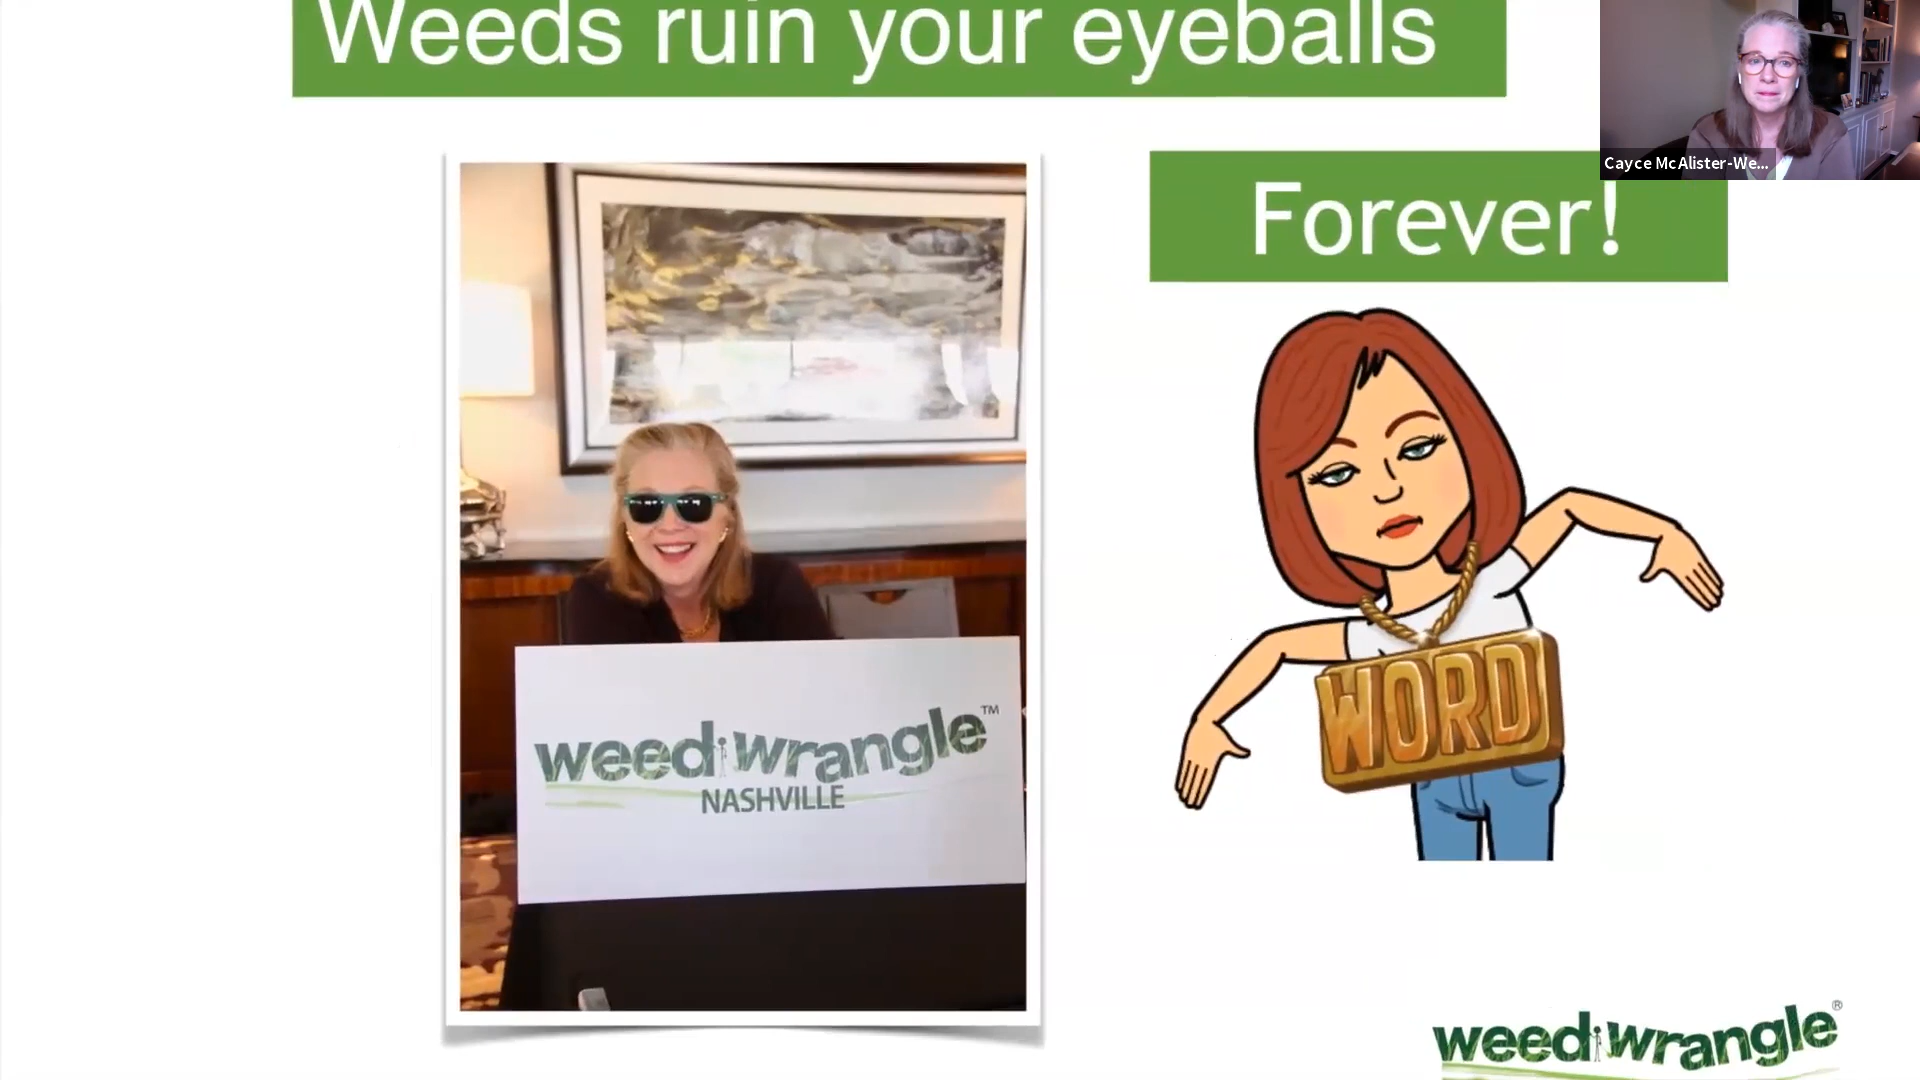 Weeds ruin your eyeballs
Cayce McAlister-We...
Forever!
WORD
weed wrangle™
NASHVILLE
weed wrangle®